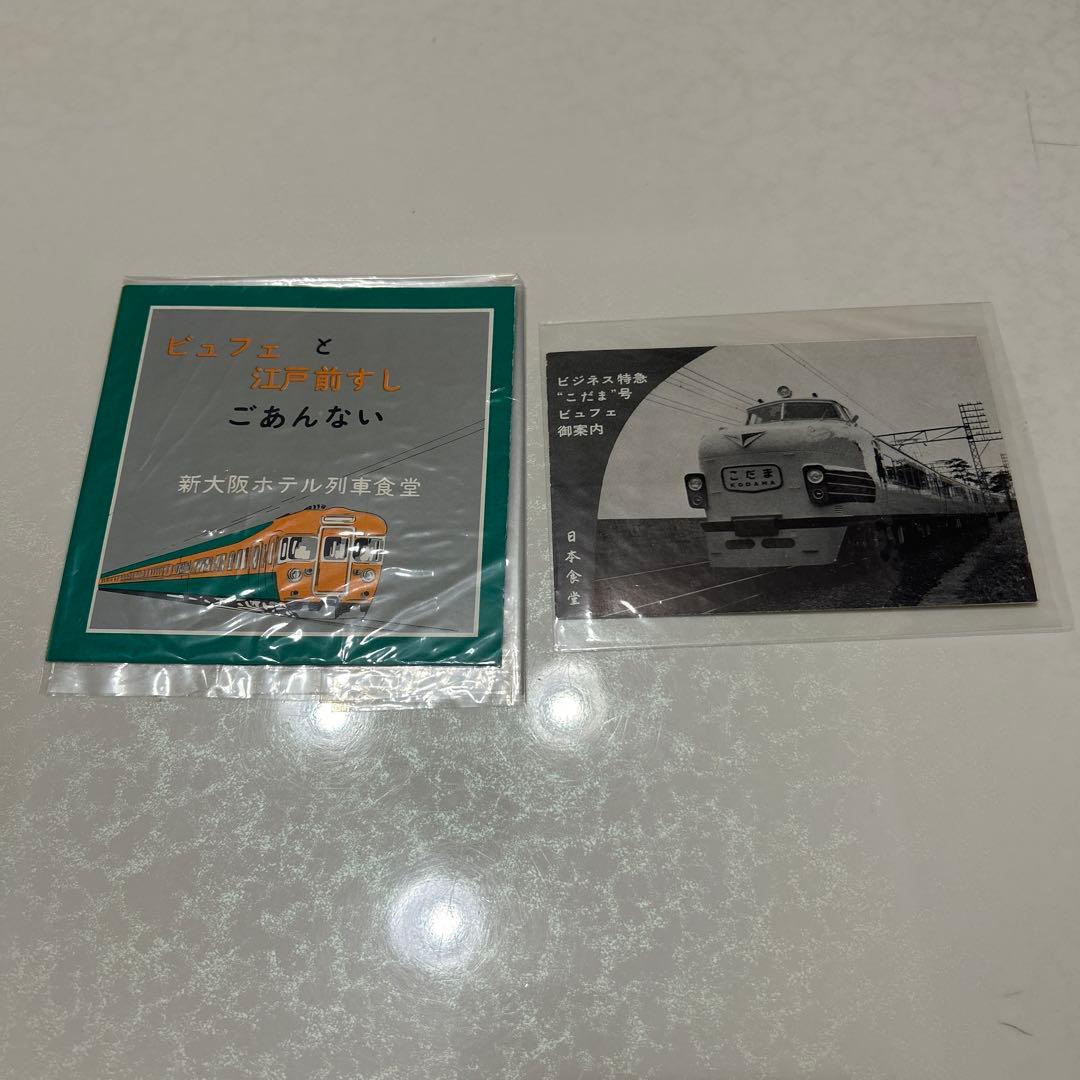 ビュフェ と
江戸前すし
ごあんない
新大阪ホテル列車食堂
ビジネス特急
“こだま”号
ビュフェ
御案内
こだま
KODAMA
日本食堂